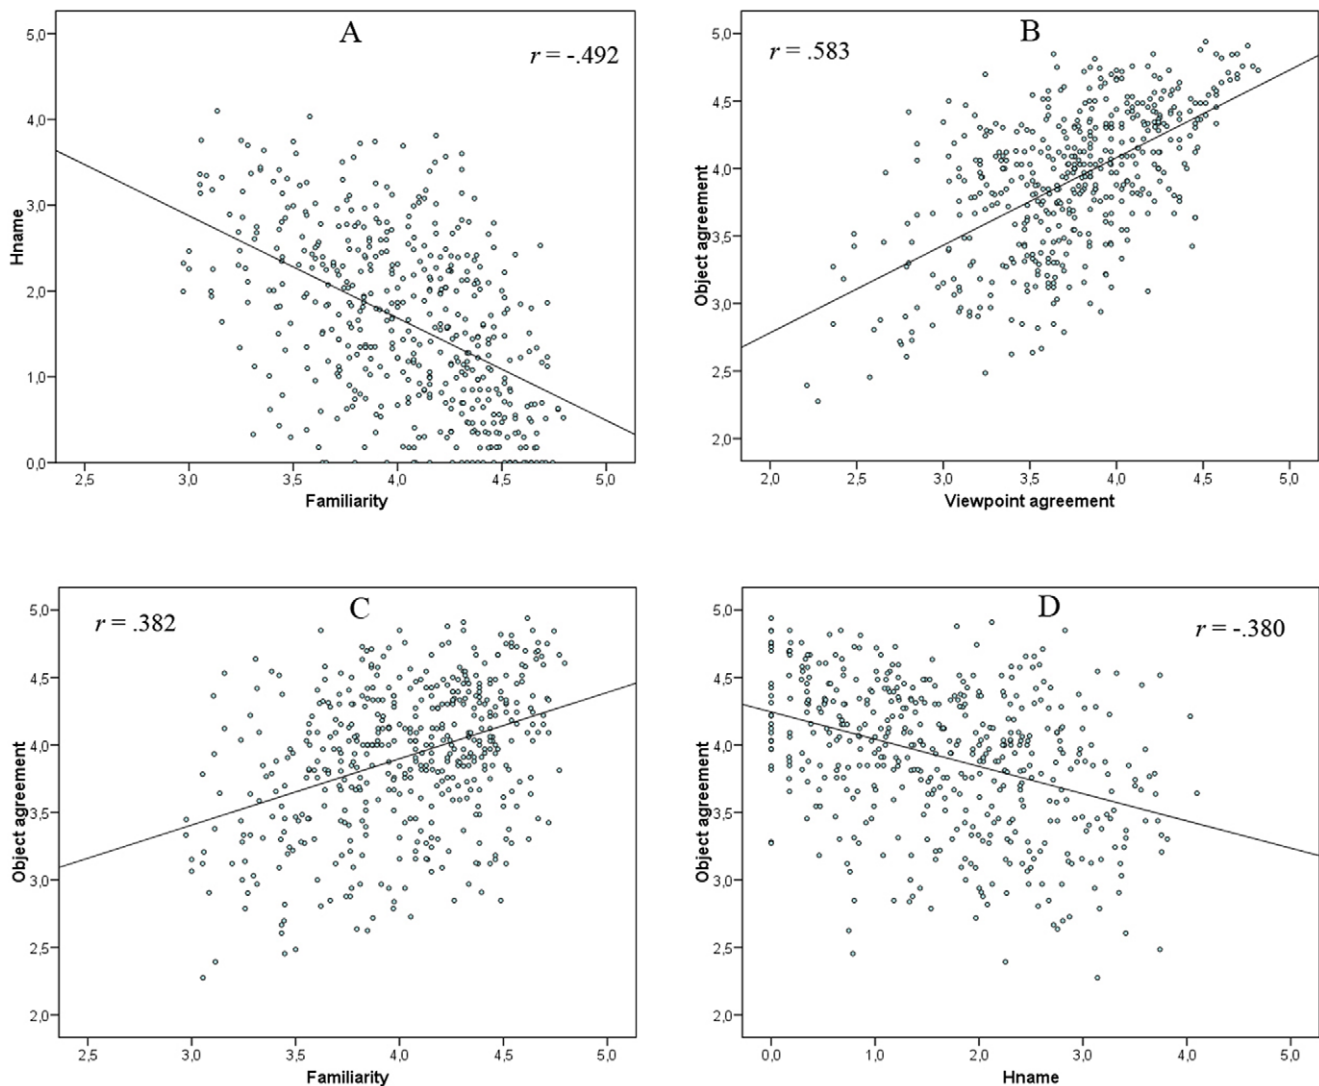 A
r = -.492
5,0
4,0
3,0
2,0
1,0
0,0
Hname
2,5 3,0 3,5 4,0 4,5 5,0
Familiarity
B
r = .583
5,0
4,5
4,0
3,5
3,0
2,5
2,0
Object agreement
2,0 2,5 3,0 3,5 4,0 4,5 5,0
Viewpoint agreement
C
r = .382
5,0
4,5
4,0
3,5
3,0
2,5
2,0
Object agreement
2,5 3,0 3,5 4,0 4,5 5,0
Familiarity
D
r = -.380
5,0
4,5
4,0
3,5
3,0
2,5
2,0
Object agreement
0,0 1,0 2,0 3,0 4,0 5,0
Hname